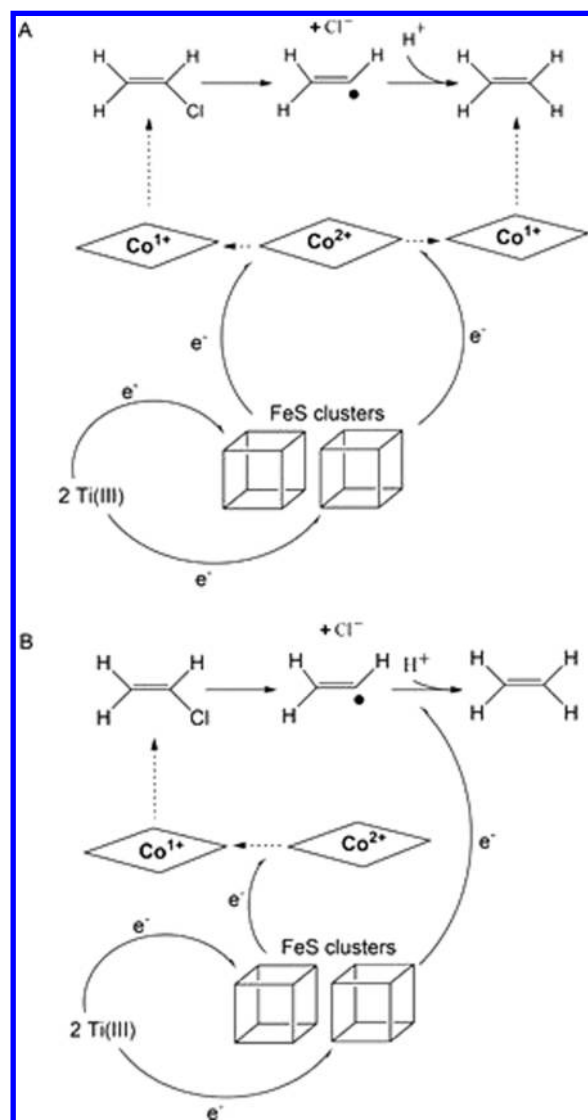 A
+ Cl⁻
H H H H⁺ H H
H Cl H H H
Co¹⁺ Co²⁺ Co¹⁺
e⁻ e⁻
e⁻ FeS clusters
2 Ti(III)
e⁻
B
+ Cl⁻
H H H H⁺ H H
H Cl H H H
Co¹⁺ Co²⁺
e⁻
e⁻ e⁻
FeS clusters
2 Ti(III)
e⁻